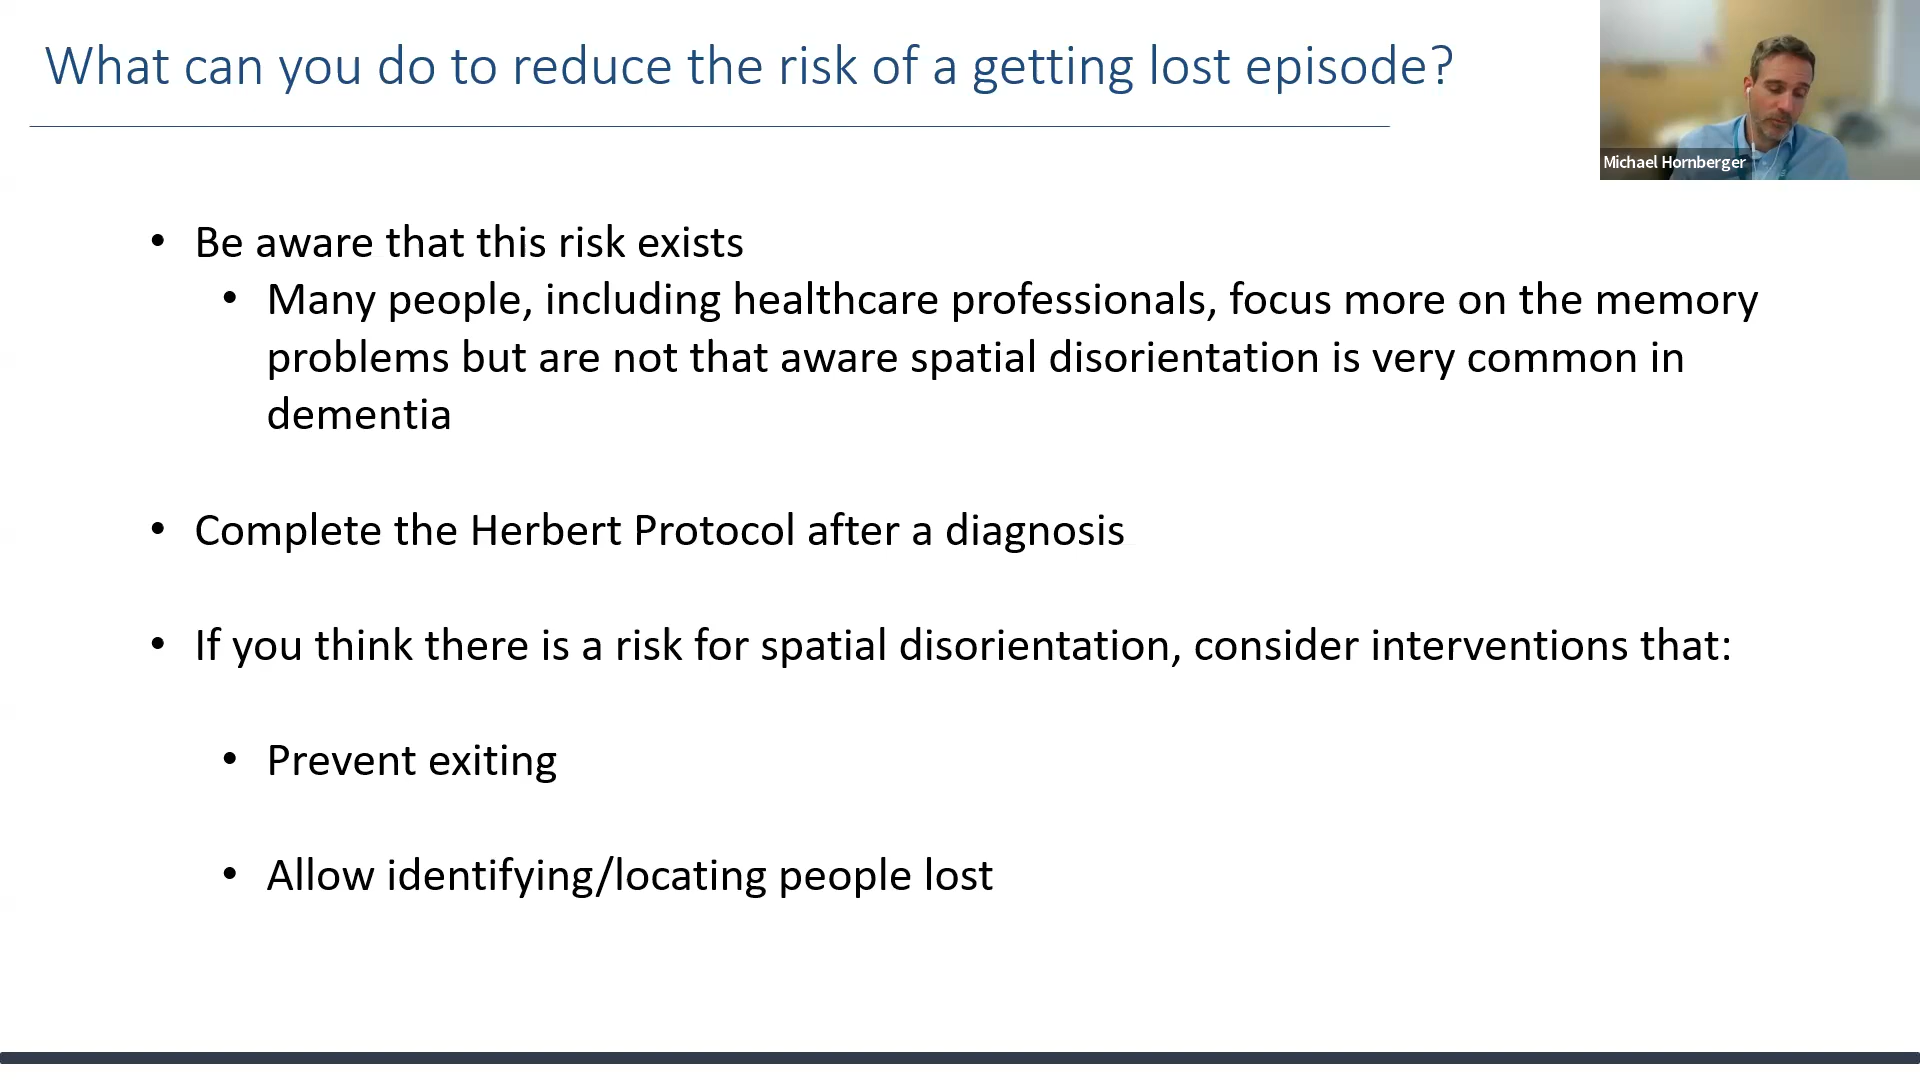 What can you do to reduce the risk of a getting lost episode?
Michael Hornberger
• Be aware that this risk exists
• Many people, including healthcare professionals, focus more on the memory
problems but are not that aware spatial disorientation is very common in
dementia
• Complete the Herbert Protocol after a diagnosis
• If you think there is a risk for spatial disorientation, consider interventions that:
• Prevent exiting
• Allow identifying/locating people lost